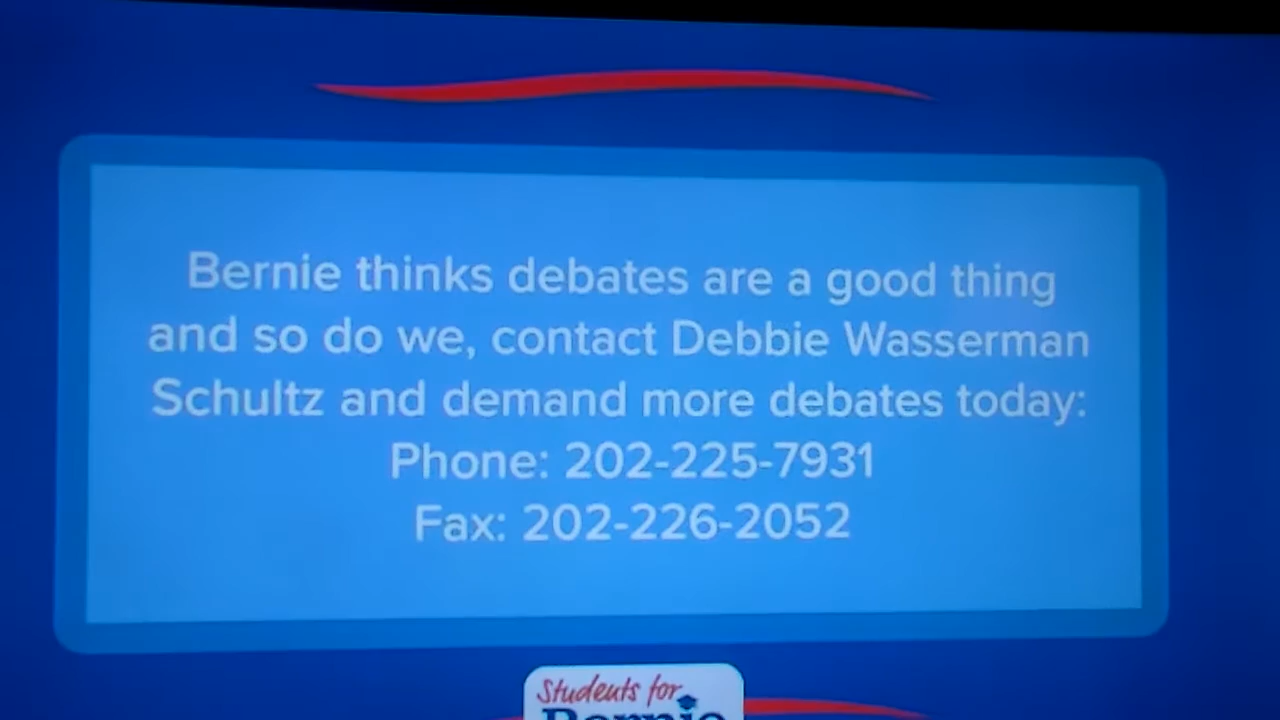 Bernie thinks debates are a good thing
and so do we, contact Debbie Wasserman
Schultz and demand more debates today:
Phone: 202-225-7931
Fax: 202-226-2052
Students for
Bernie